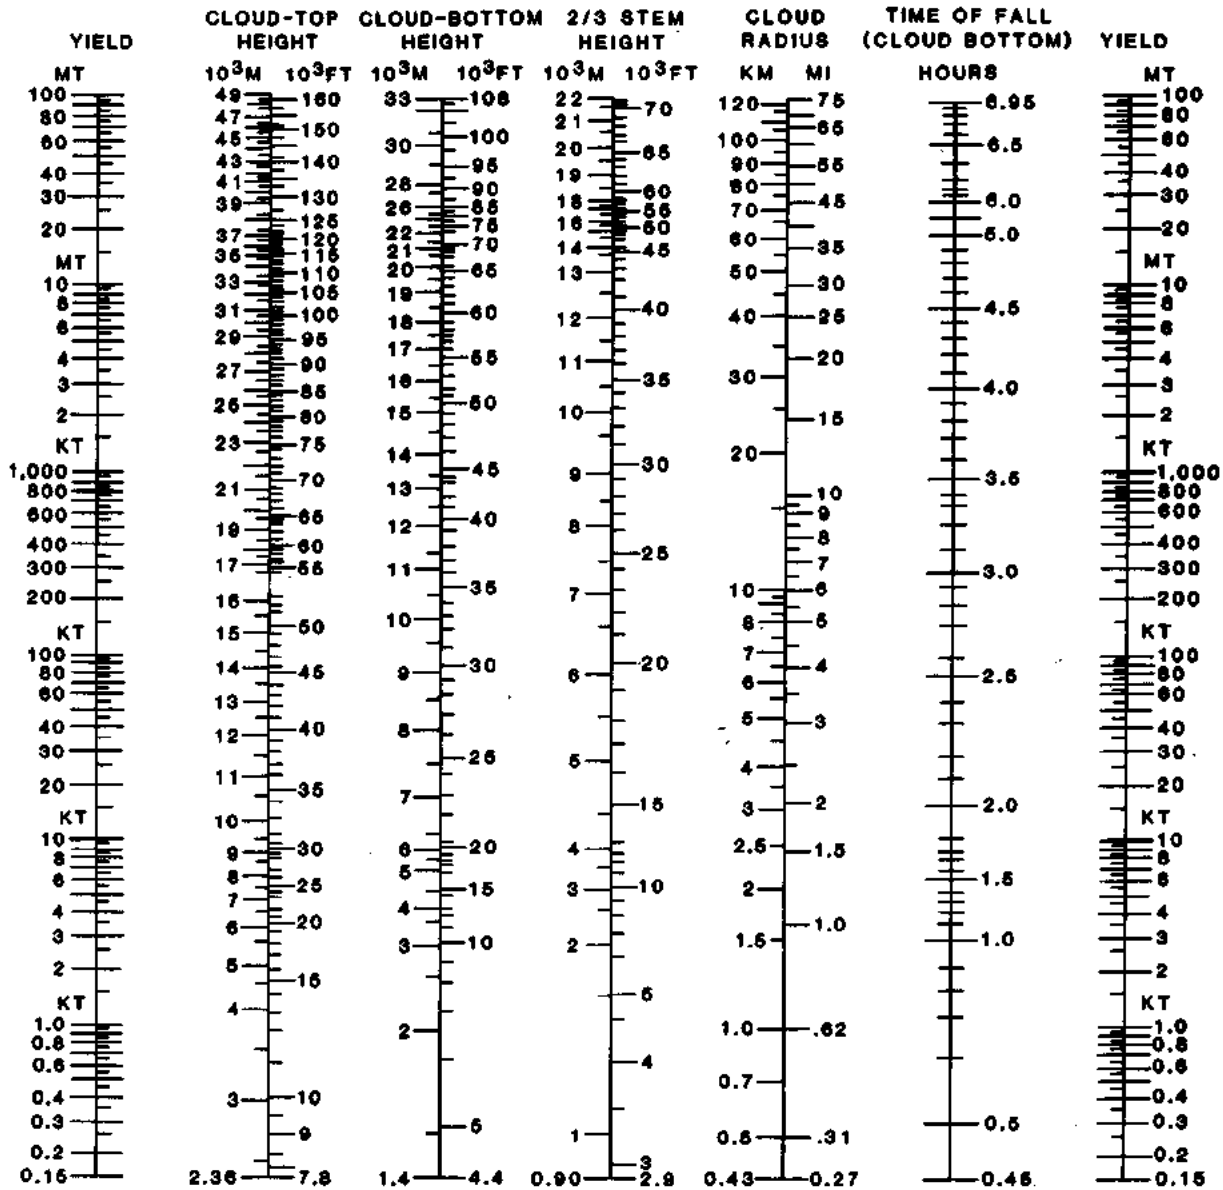 YIELD
CLOUD-TOP HEIGHT
CLOUD-BOTTOM HEIGHT
2/3 STEM HEIGHT
CLOUD RADIUS
TIME OF FALL (CLOUD BOTTOM)
YIELD
MT 100 80 60 40 30 20
MT 10 8 6 4 3 2
KT 1,000 800 600 400 300 200
KT 100 80 60 40 30 20
KT 10 8 6 4 3 2
KT 1.0 0.8 0.6 0.4 0.3 0.2 0.15
10³M 49 47 45 43 41 39 37 35 33 31 29 27 25 23 21 19 17 16 15 14 13 12 11 10 9 8 7 6 5 4 3 2.36
10³FT 160 150 140 130 125 120 115 110 105 100 95 90 85 80 75 70 65 60 55 50 45 40 35 30 25 20 15 10 9 7.8
10³M 33 30 28 26 22 21 20 19 18 17 16 15 14 13 12 11 10 9 8 7 6 5 4 3 2 1.4
10³FT 108 100 95 90 85 75 70 65 60 55 50 45 40 35 30 25 20 15 10 5 4.4
10³M 22 21 20 19 18 16 14 13 12 11 10 9 8 7 6 5 4 3 2 1 0.90
10³FT 70 65 60 55 50 45 40 35 30 25 20 15 10 5 4 3 2.9
KM 120 100 90 80 70 60 50 40 30 20 10 8 7 6 5 4 3 2.5 2 1.5 1.0 0.7 0.5 0.43
MI 75 65 55 45 35 30 25 20 15 10 9 8 7 6 5 4 3 2 1.5 1.0 .62 .31 0.27
HOURS 6.95 6.5 6.0 5.0 4.5 4.0 3.5 3.0 2.5 2.0 1.5 1.0 0.5 0.45
MT 100 80 60 40 30 20
MT 10 8 6 4 3 2
KT 1,000 800 600 400 300 200
KT 100 80 60 40 30 20
KT 10 8 6 4 3 2
KT 1.0 0.8 0.6 0.4 0.3 0.2 0.15